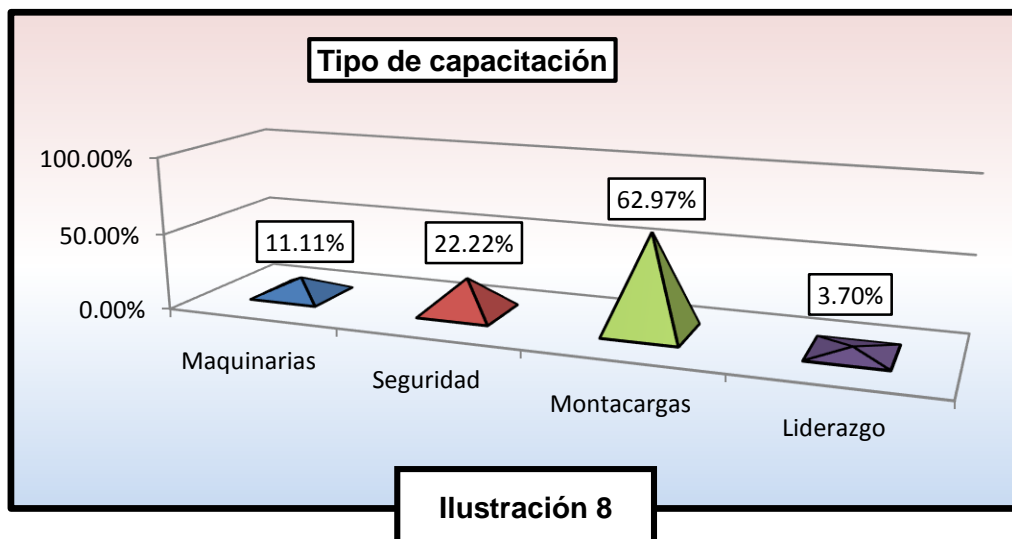 Tipo de capacitación
100.00%
50.00%
0.00%
11.11%
22.22%
62.97%
3.70%
Maquinarias
Seguridad
Montacargas
Liderazgo
Ilustración 8